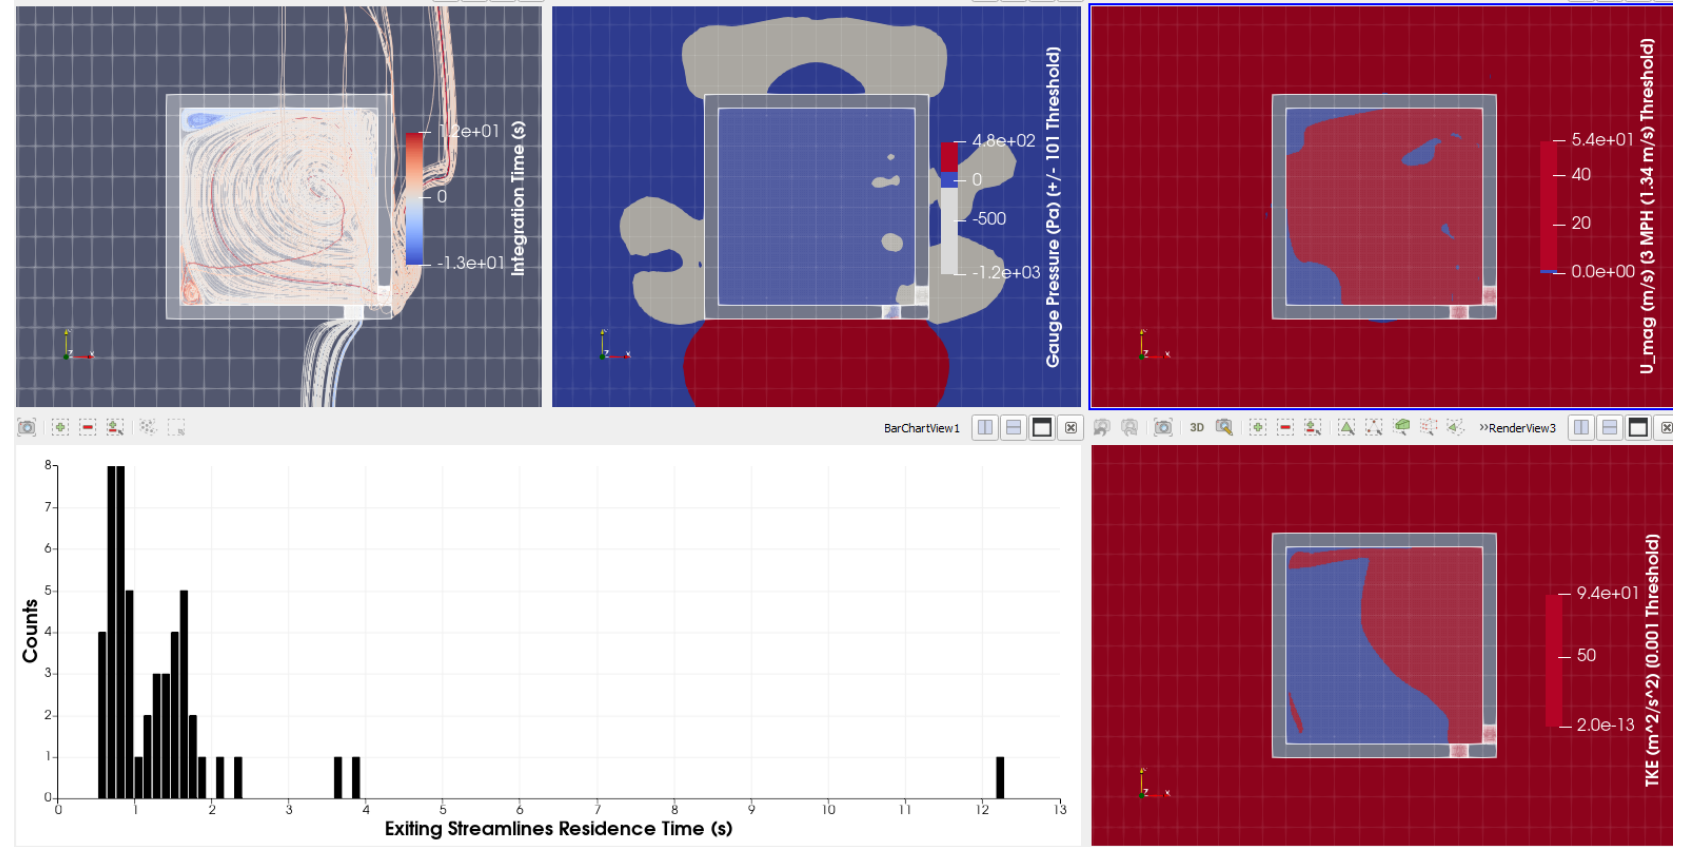 1.2e+01
0
-1.3e+01
Integration Time (s)
Z
X
4.8e+02
0
-500
-1.2e+03
Gauge Pressure (Pa) (+/- 101 Threshold)
Z
X
5.4e+01
40
20
0.0e+00
U_mag (m/s) (3 MPH (1.34 m/s) Threshold)
Z
X
BarChartView1
3D
>>RenderView3
8
7
6
5
4
3
2
1
0
Counts
0 1 2 3 4 5 6 7 8 9 10 11 12 13
Exiting Streamlines Residence Time (s)
9.4e+01
50
2.0e-13
TKE (m^2/s^2) (0.001 Threshold)
Z
X